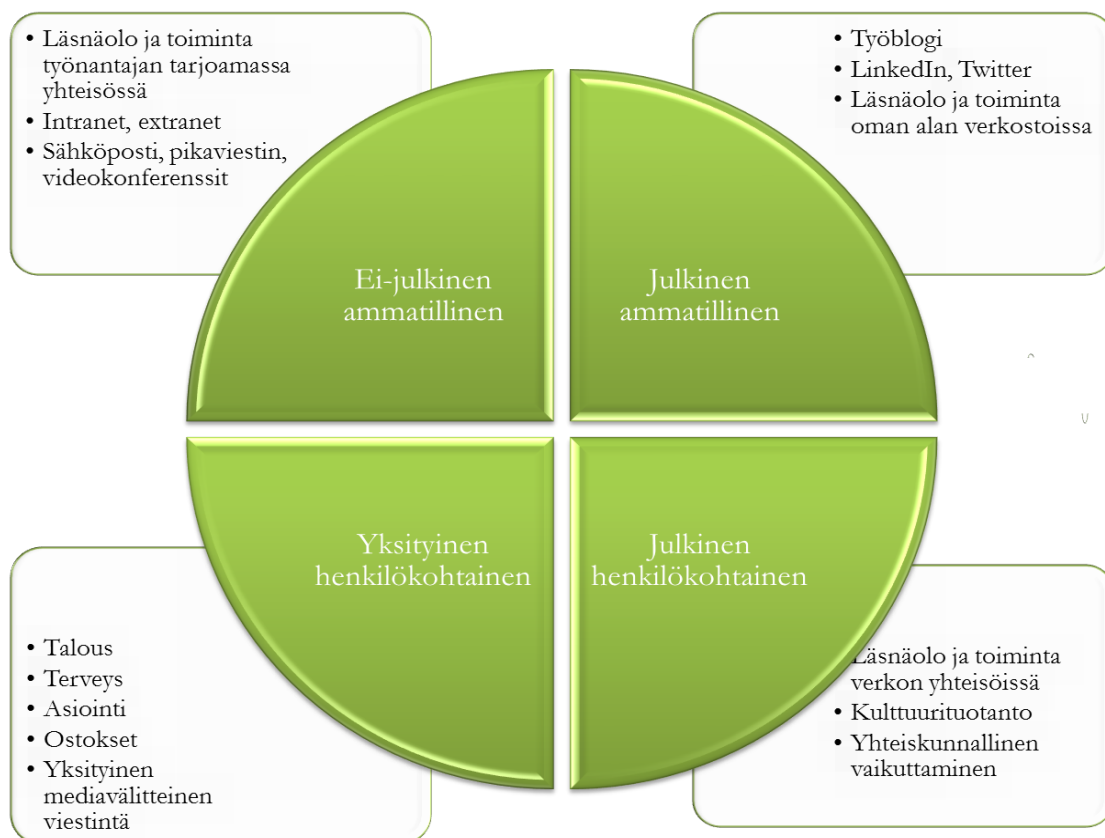 • Läsnäolo ja toiminta
työnantajan tarjoamassa
yhteisössä
• Intranet, extranet
• Sähköposti, pikaviestin,
videokonferenssit
• Työblogi
• LinkedIn, Twitter
• Läsnäolo ja toiminta
oman alan verkostoissa
Ei-julkinen
ammatillinen
Julkinen
ammatillinen
Yksityinen
henkilökohtainen
Julkinen
henkilökohtainen
• Talous
• Terveys
• Asiointi
• Ostokset
• Yksityinen
mediavälitteinen
viestintä
Läsnäolo ja toiminta
verkon yhteisöissä
• Kulttuurituotanto
• Yhteiskunnallinen
vaikuttaminen